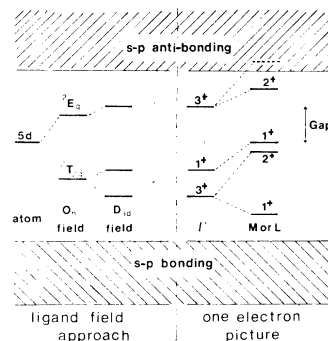 s-p anti-bonding
²E_g
5d
3⁺
2⁺
1⁺
1⁺
2⁺
3⁺
1⁺
Gap
atom
O_h
field
D_3d
field
Γ
M or L
s-p bonding
ligand field
approach
one electron
picture